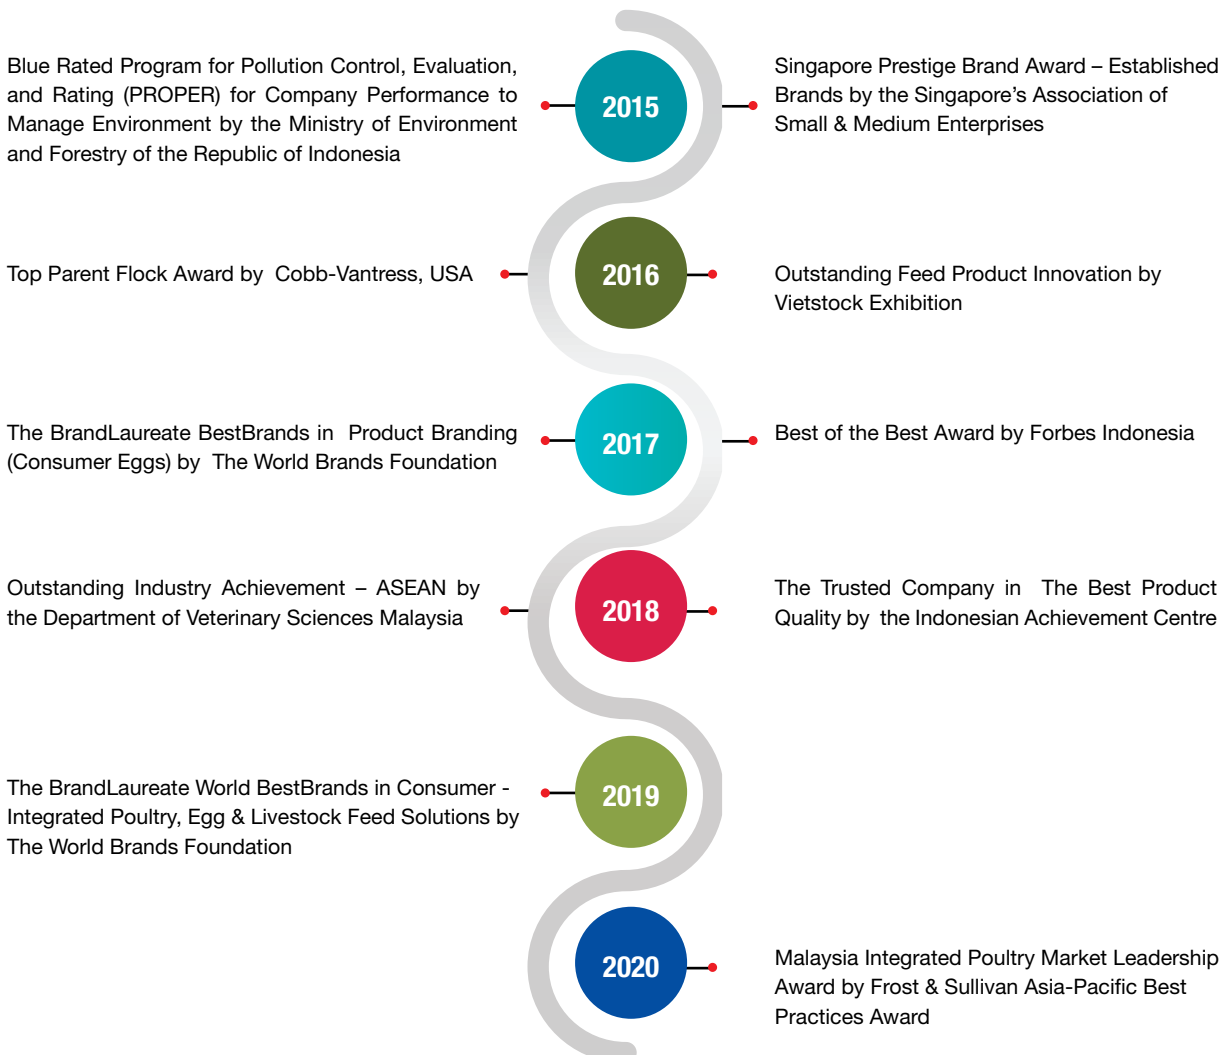 Blue Rated Program for Pollution Control, Evaluation,
and Rating (PROPER) for Company Performance to
Manage Environment by the Ministry of Environment
and Forestry of the Republic of Indonesia
2015
Singapore Prestige Brand Award – Established
Brands by the Singapore's Association of
Small & Medium Enterprises
Top Parent Flock Award by Cobb-Vantress, USA
2016
Outstanding Feed Product Innovation by
Vietstock Exhibition
The BrandLaureate BestBrands in Product Branding
(Consumer Eggs) by The World Brands Foundation
2017
Best of the Best Award by Forbes Indonesia
Outstanding Industry Achievement – ASEAN by
the Department of Veterinary Sciences Malaysia
2018
The Trusted Company in The Best Product
Quality by the Indonesian Achievement Centre
The BrandLaureate World BestBrands in Consumer -
Integrated Poultry, Egg & Livestock Feed Solutions by
The World Brands Foundation
2019
2020
Malaysia Integrated Poultry Market Leadership
Award by Frost & Sullivan Asia-Pacific Best
Practices Award